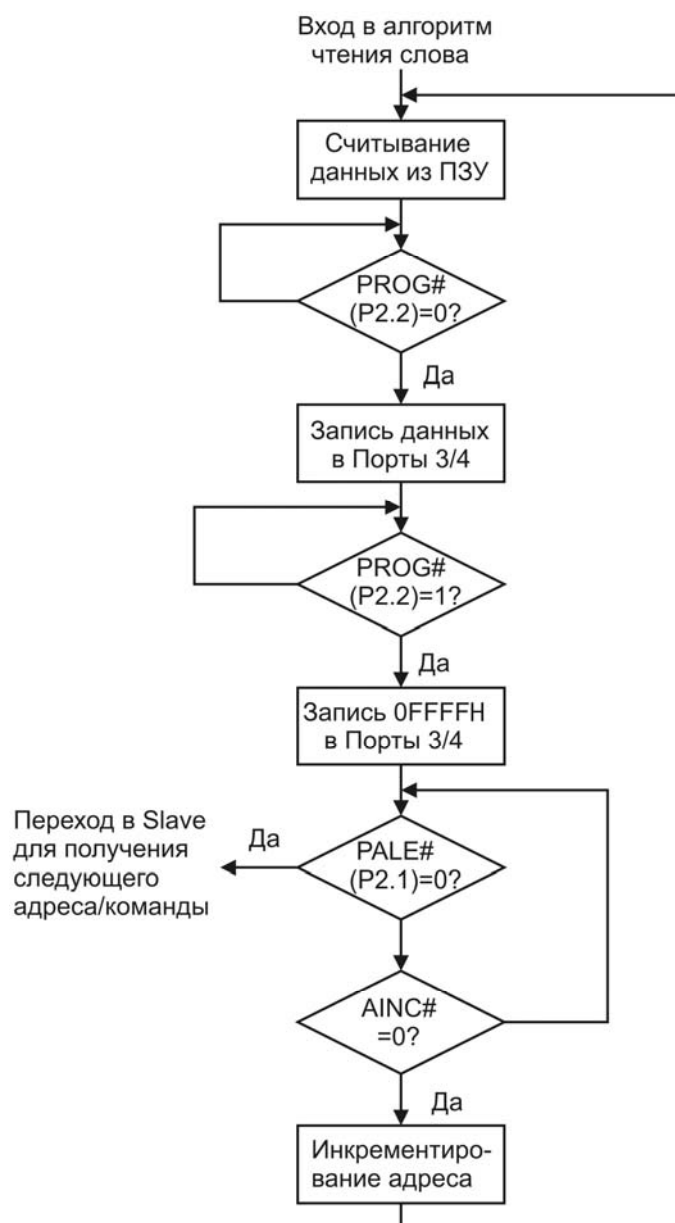 Вход в алгоритм
чтения слова
Считывание
данных из ПЗУ
PROG#
(P2.2)=0?
Да
Запись данных
в Порты 3/4
PROG#
(P2.2)=1?
Да
Запись 0FFFFH
в Порты 3/4
Переход в Slave
для получения
следующего
адреса/команды
Да
PALE#
(P2.1)=0?
AINC#
=0?
Да
Инкрементиро-
вание адреса